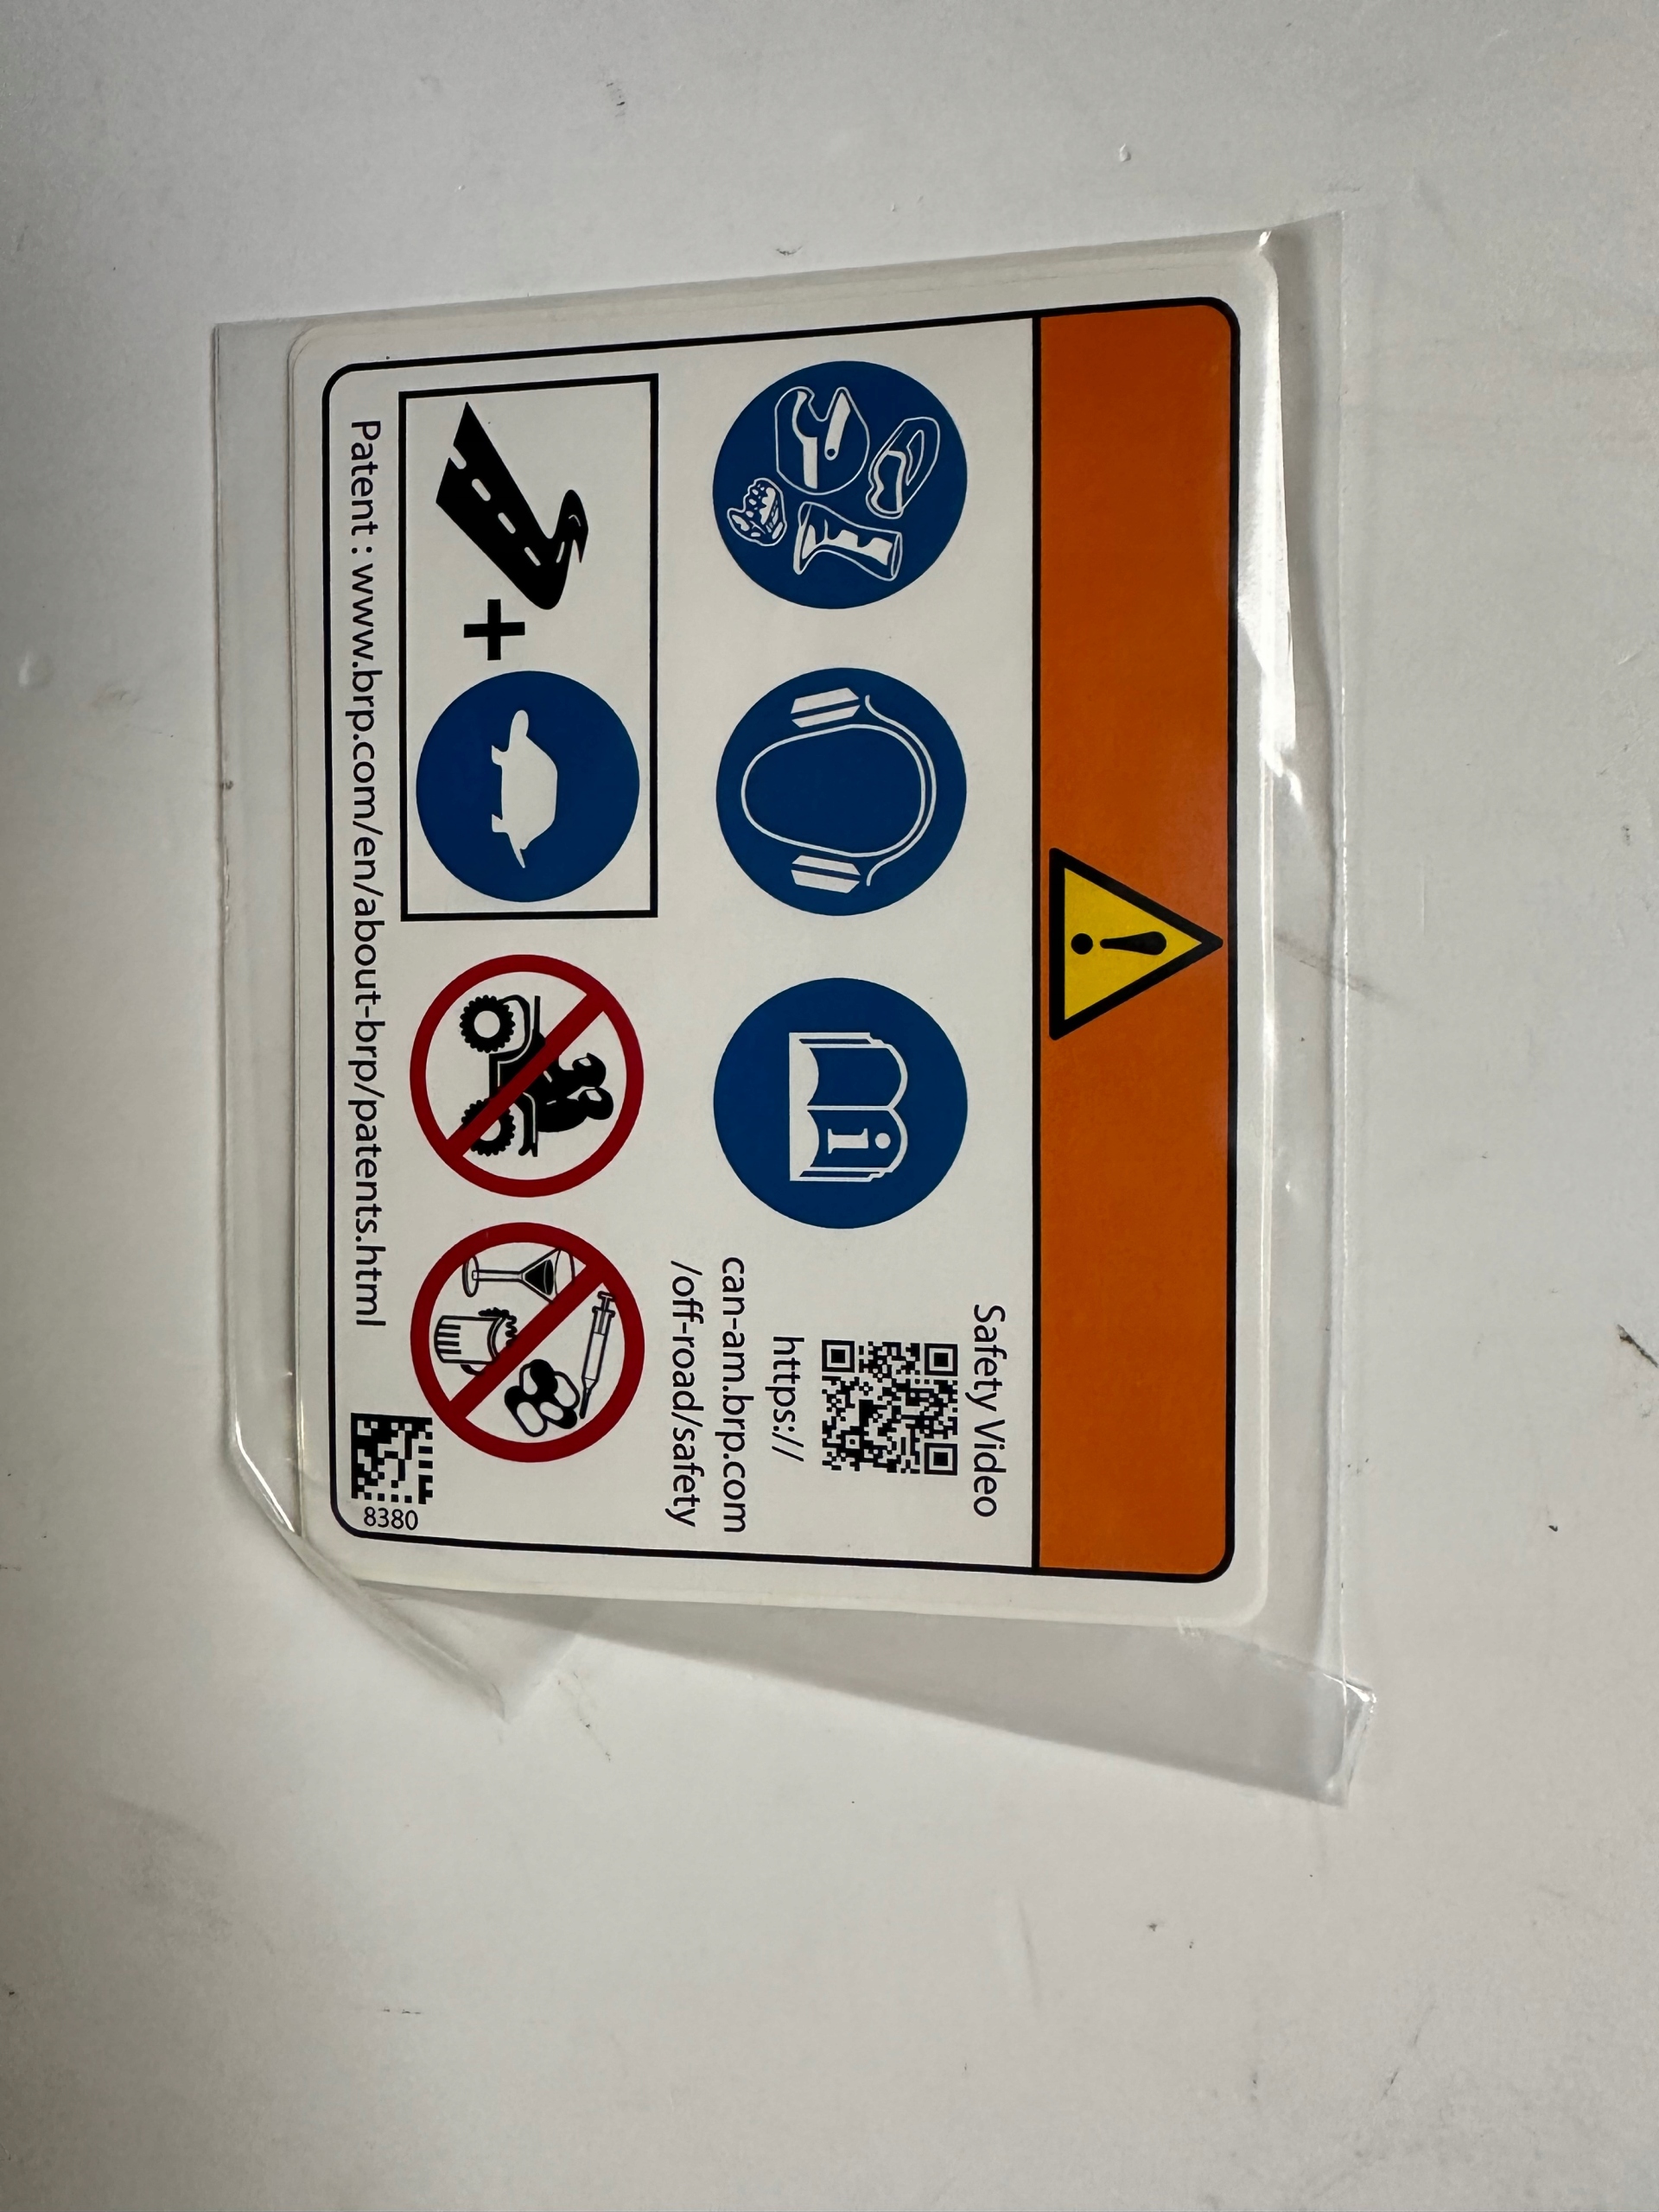 Safety Video
https://
can-am.brp.com
/off-road/safety
Patent : www.brp.com/en/about-brp/patents.html
8380